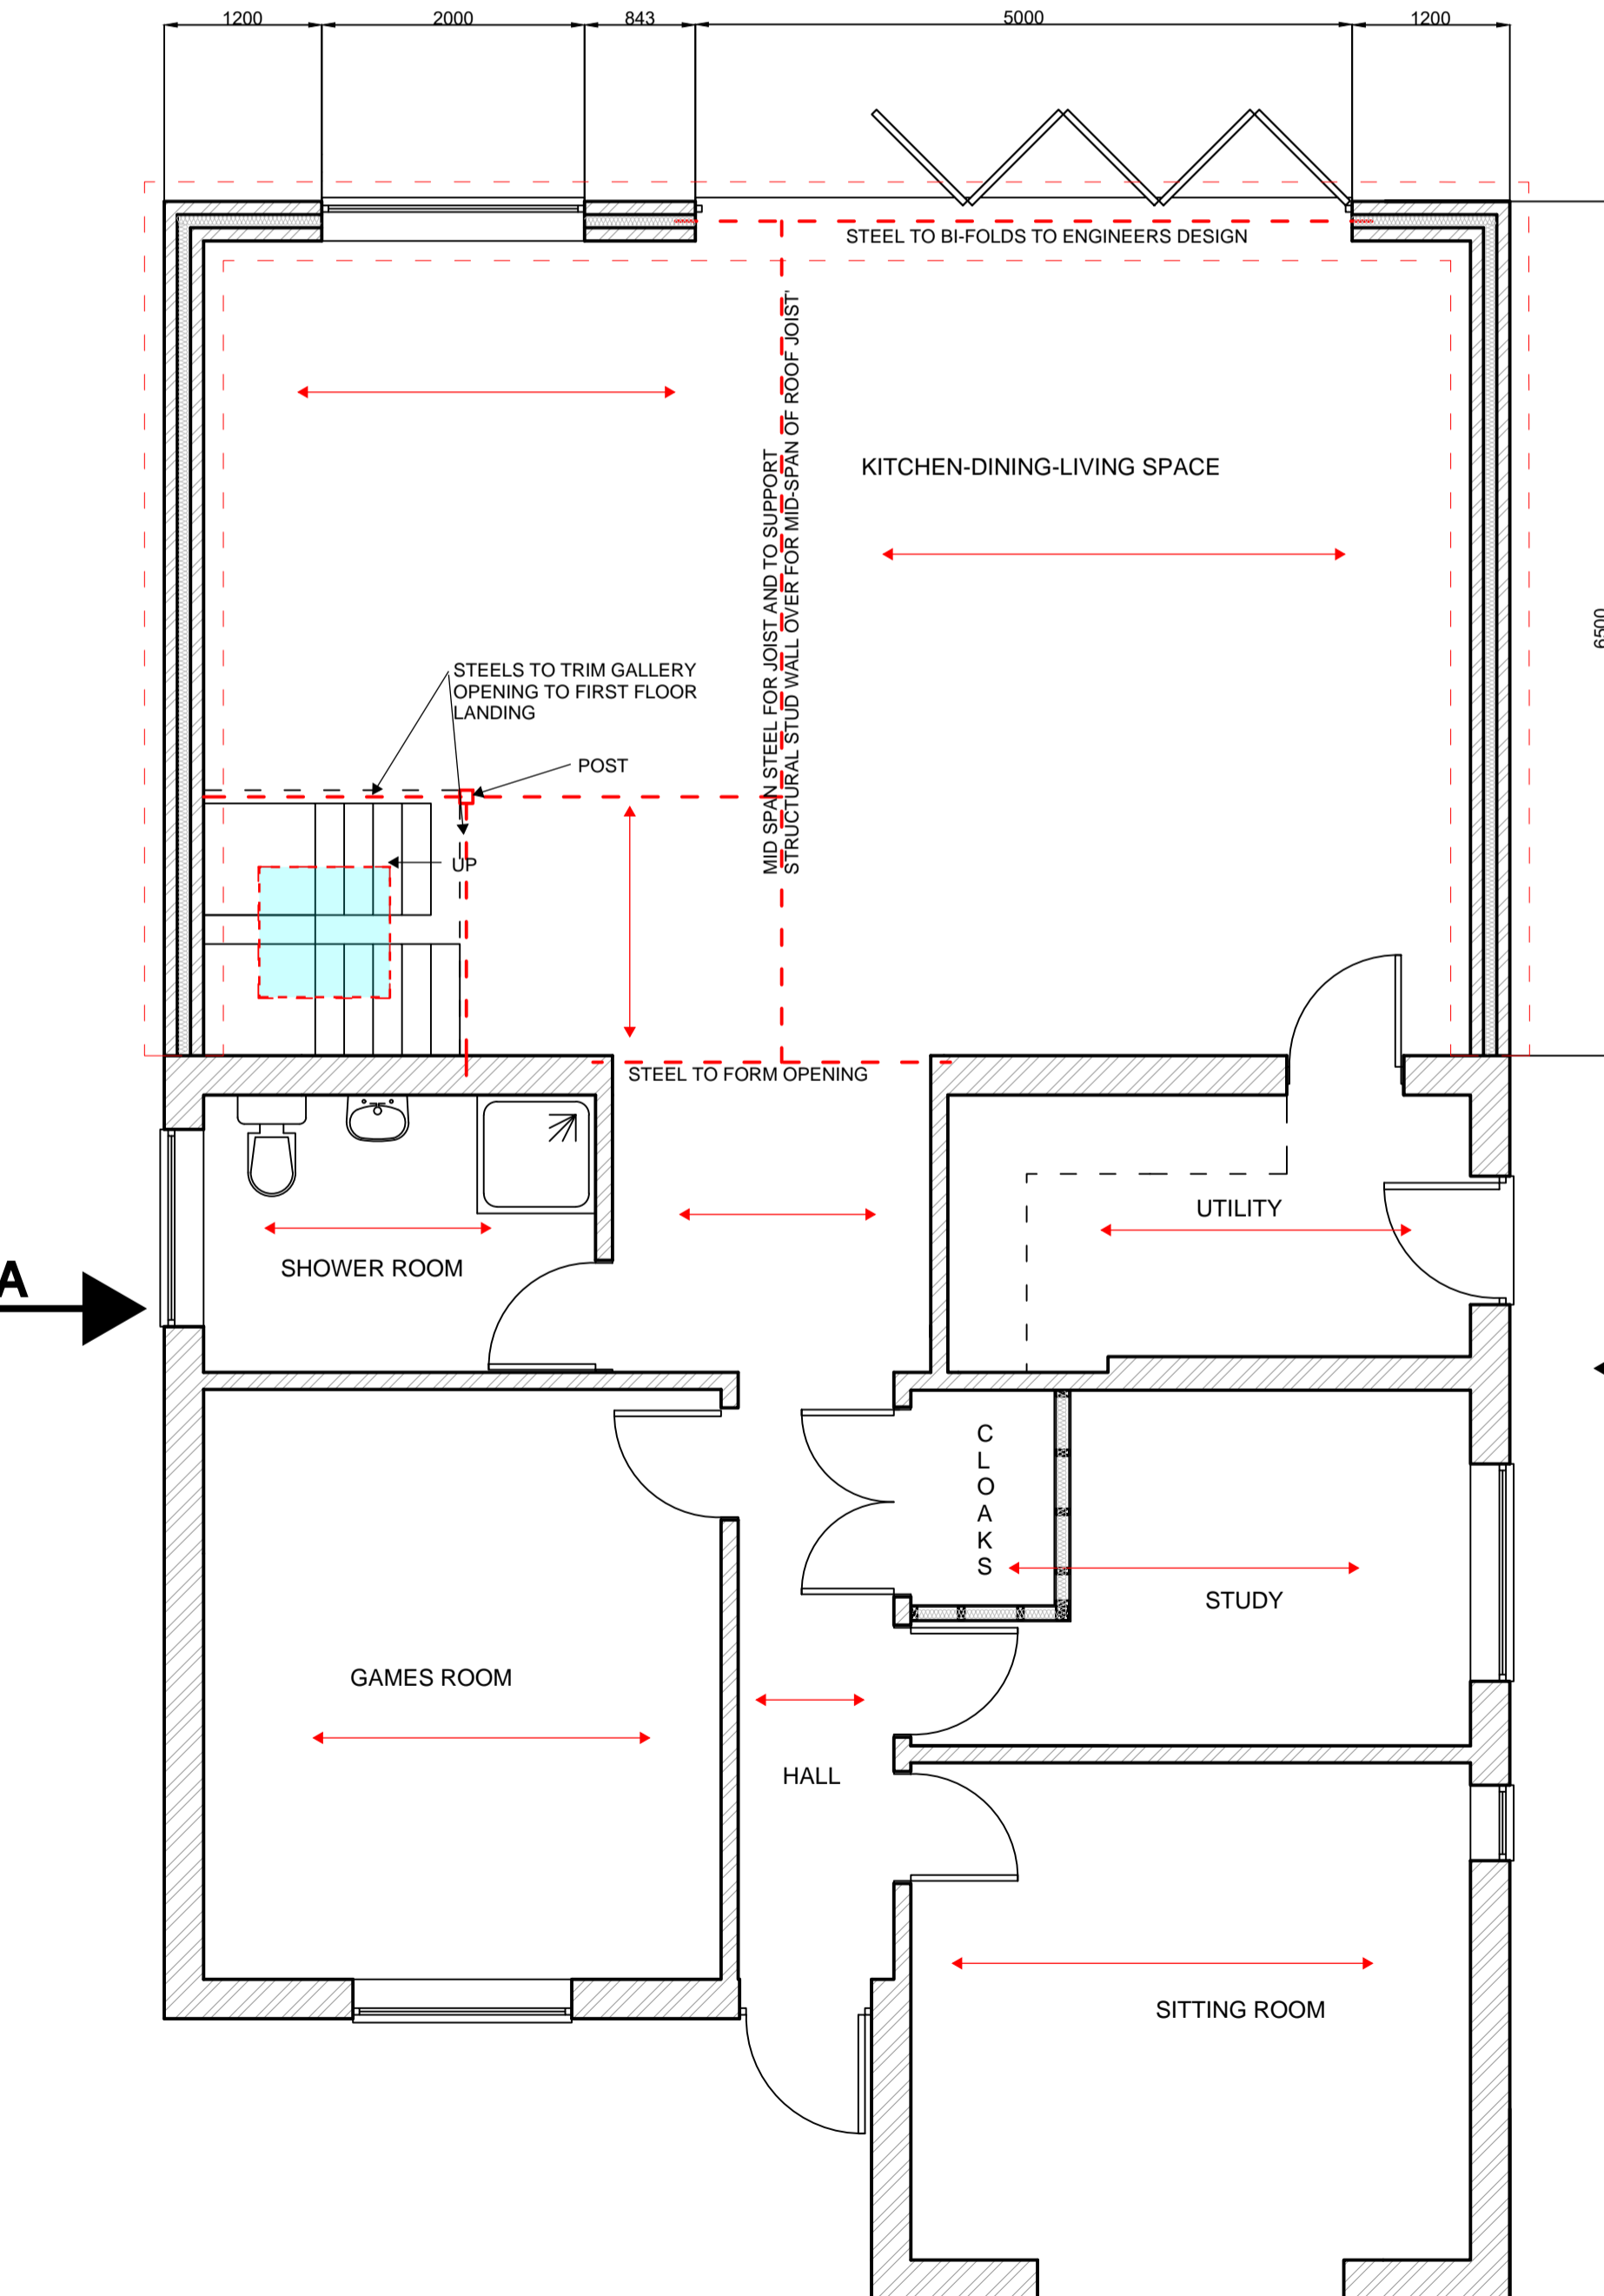 1200
2000
843
5000
1200
STEEL TO BI-FOLDS TO ENGINEERS DESIGN
KITCHEN-DINING-LIVING SPACE
MID SPAN STEEL FOR JOIST AND TO SUPPORT
STRUCTURAL STUD WALL OVER FOR MID-SPAN OF ROOF JOIST'
6500
STEELS TO TRIM GALLERY
OPENING TO FIRST FLOOR
LANDING
POST
UP
STEEL TO FORM OPENING
UTILITY
SHOWER ROOM
A
CLOAKS
STUDY
GAMES ROOM
HALL
SITTING ROOM